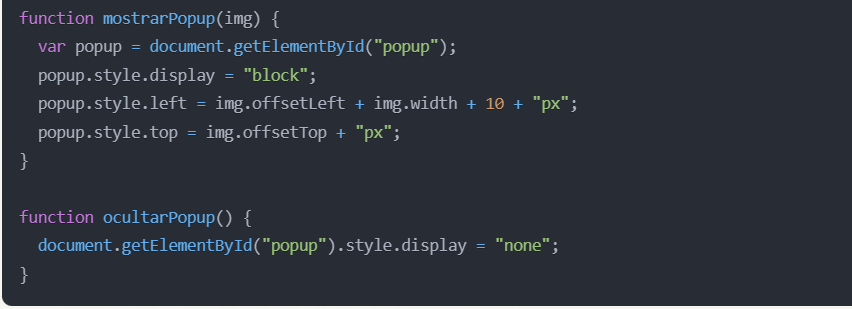 function mostrarPopup(img) {
  var popup = document.getElementById("popup");
  popup.style.display = "block";
  popup.style.left = img.offsetLeft + img.width + 10 + "px";
  popup.style.top = img.offsetTop + "px";
}

function ocultarPopup() {
  document.getElementById("popup").style.display = "none";
}